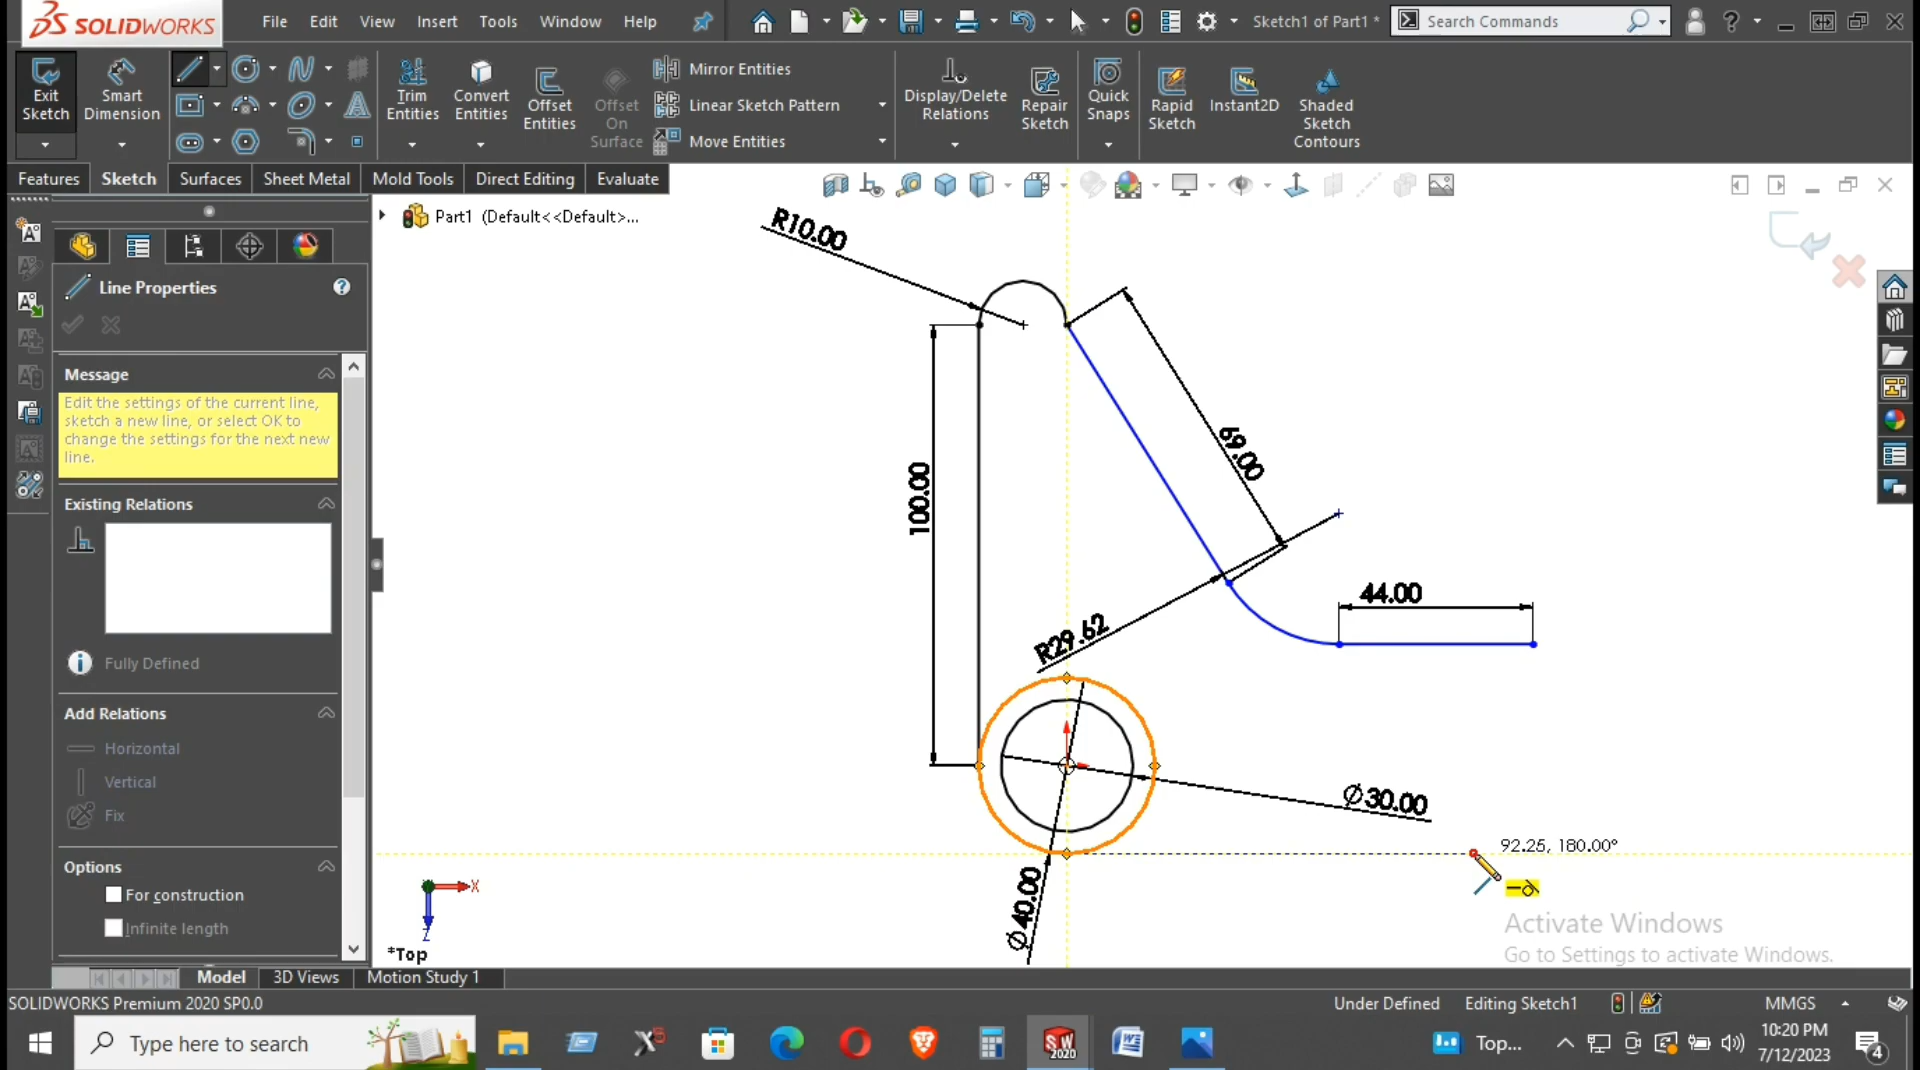 SOLIDWORKS
File Edit View Insert Tools Window Help
Sketch1 of Part1 *
Search Commands
Exit Sketch
Smart Dimension
Trim Entities
Convert Entities
Offset Entities
Offset On Surface
Mirror Entities
Linear Sketch Pattern
Move Entities
Display/Delete Relations
Repair Sketch
Quick Snaps
Rapid Sketch
Instant2D
Shaded Sketch Contours
Features Sketch Surfaces Sheet Metal Mold Tools Direct Editing Evaluate
Part1 (Default<<Default>...
Line Properties
Message
Edit the settings of the current line,
sketch a new line, or select OK to
change the settings for the next new
line.
Existing Relations
Fully Defined
Add Relations
Horizontal
Vertical
Fix
Options
For construction
Infinite length
R10.00
100.00
69.00
44.00
R29.62
Ø30.00
Ø40.00
92.25, 180.00°
X
Z
*Top
Activate Windows
Go to Settings to activate Windows.
Model 3D Views Motion Study 1
SOLIDWORKS Premium 2020 SP0.0
Under Defined Editing Sketch1 MMGS
Type here to search
SW 2020
Top...
10:20 PM
7/12/2023
4